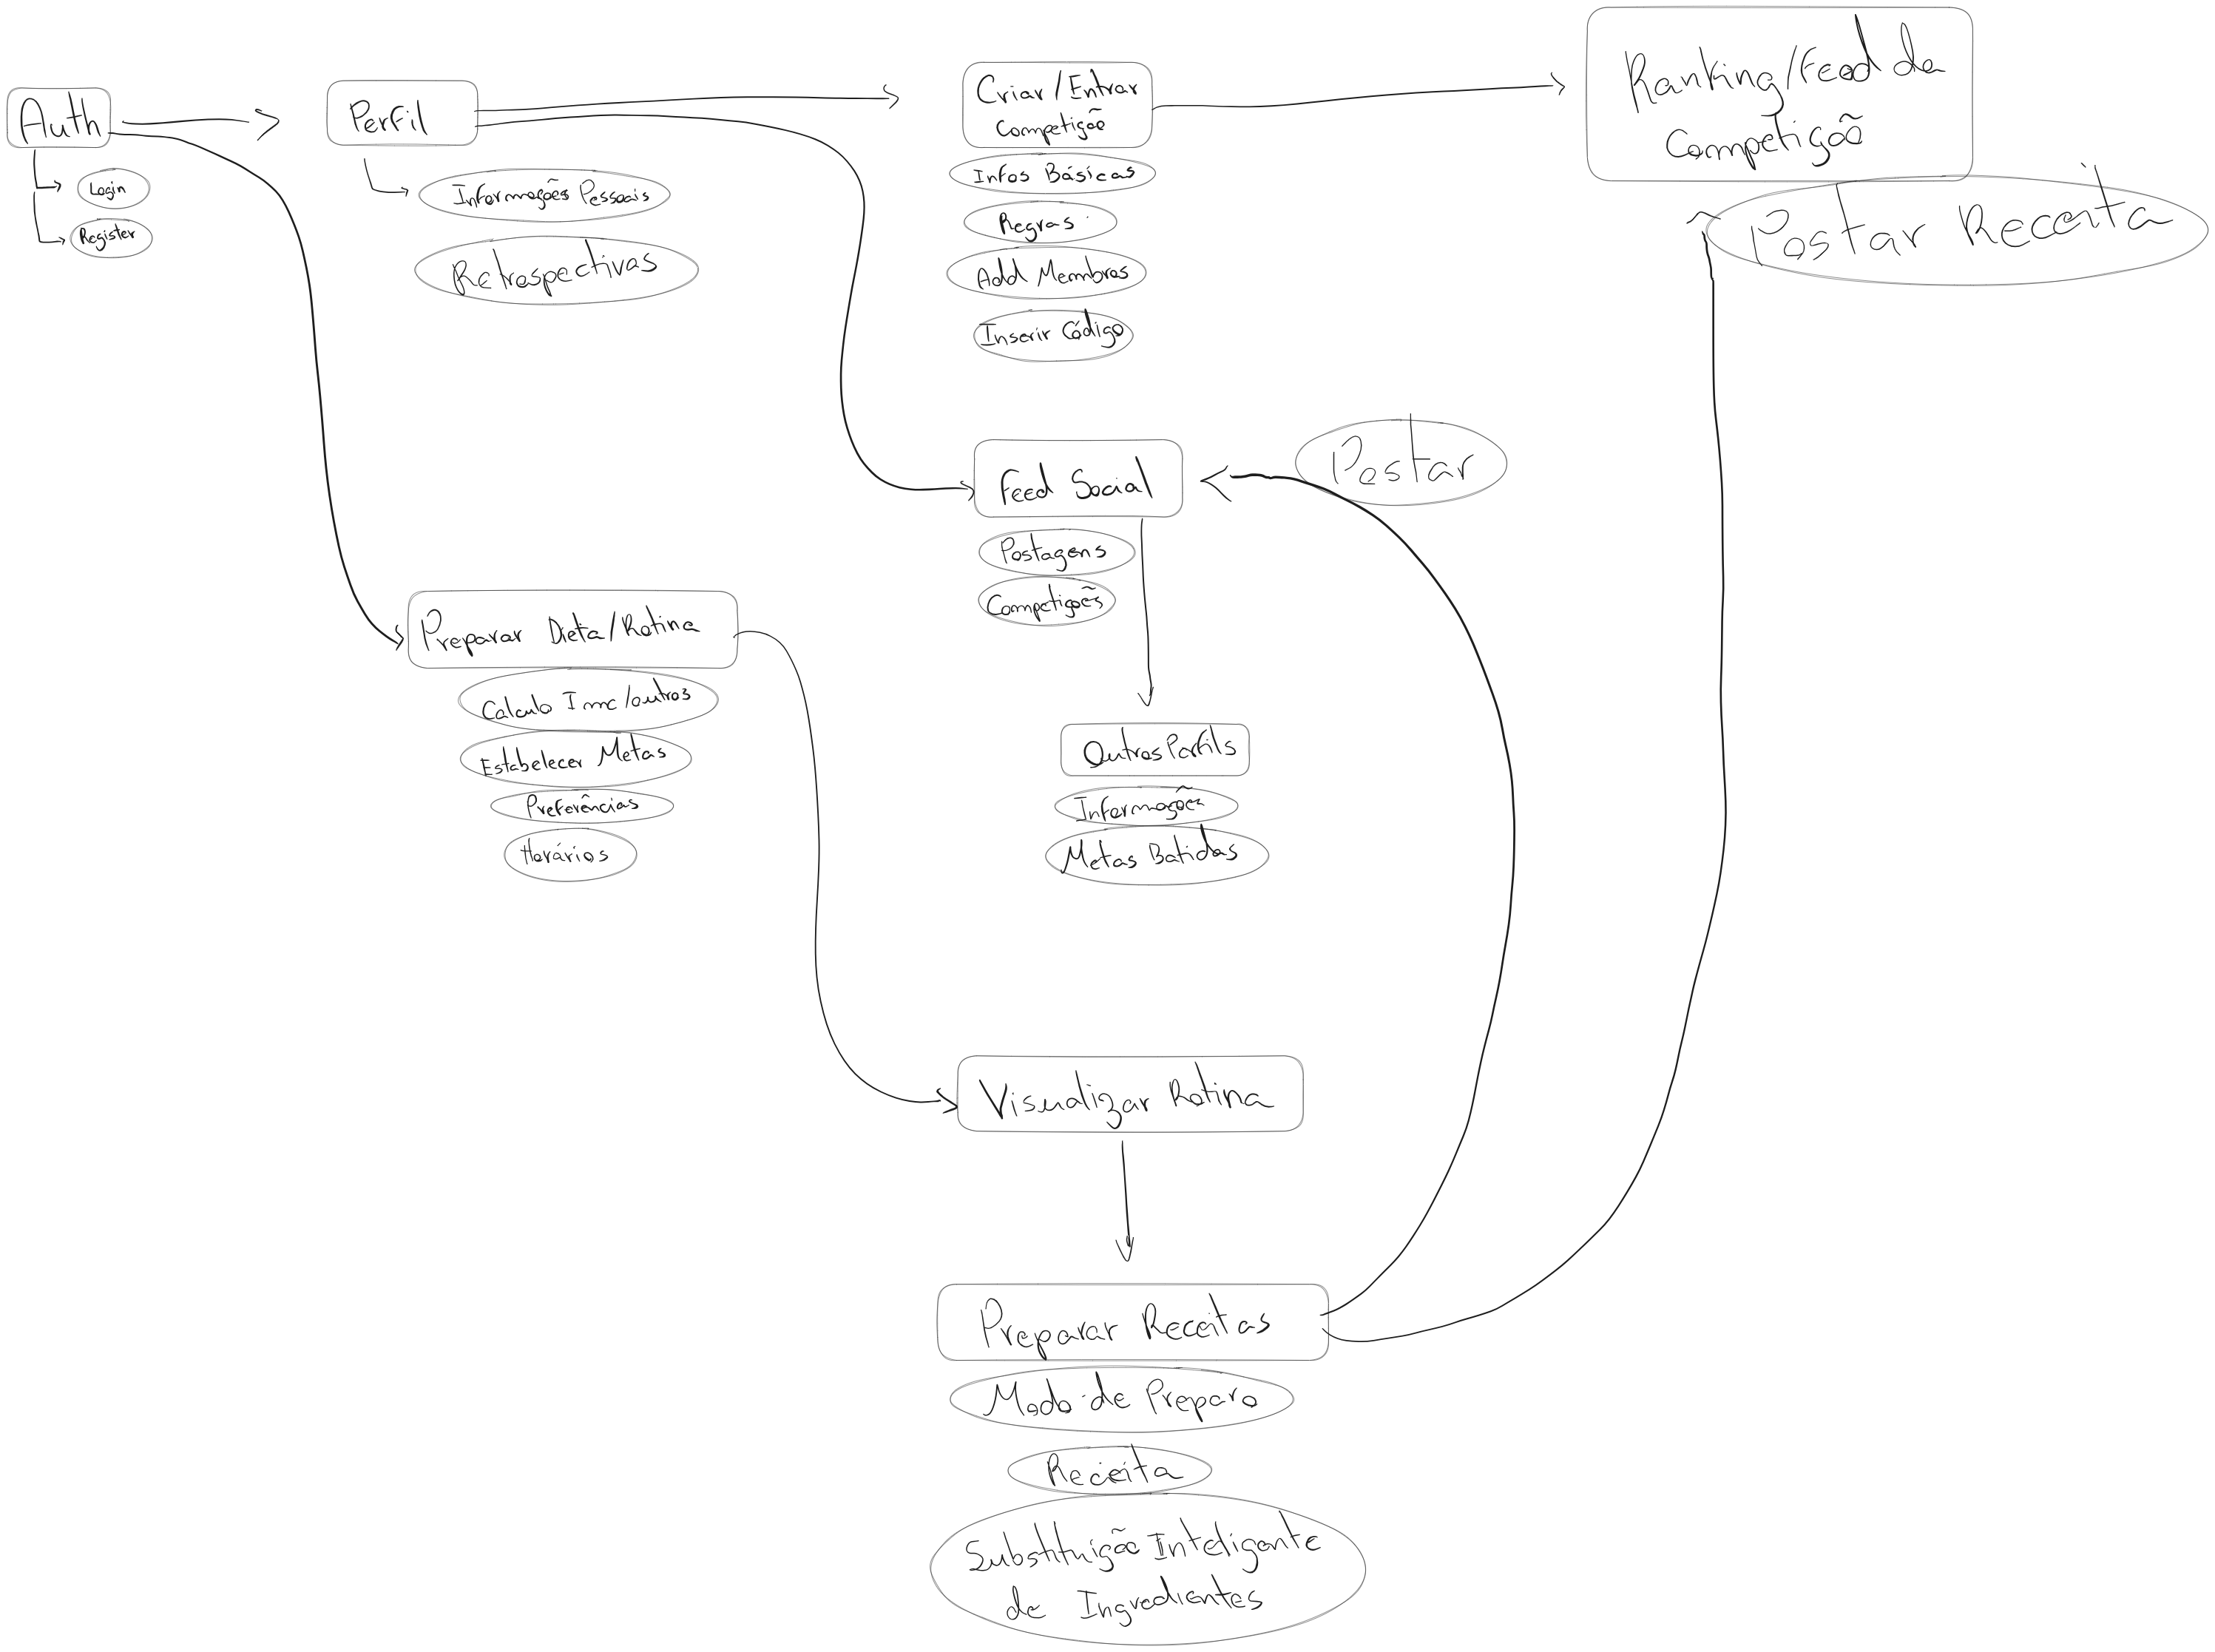 Auth
Login
Register
Perfil
Informações Pessoais
Retrospectivas
Criar/Entrar
Competição
Infos Básicas
Regras
Add Membros
Inserir Código
Ranking/Feed da
Competição
Postar Receita
Feed Social
Postagens
Competições
Postar
Outros Perfils
Informações
Metas Batidas
Preparar Dieta/Rotina
Calculo Imc/outros
Estabelecer Metas
Preferências
Horários
Visualizar Rotina
Preparar Receitas
Modo de Preparo
Receita
Substituição Inteligente
de Ingredientes